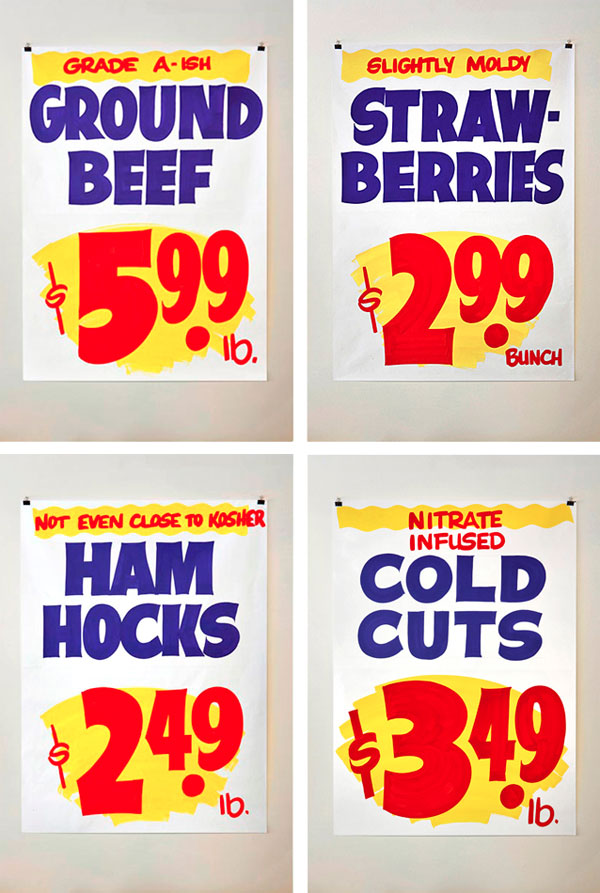 GRADE A-ISH
GROUND
BEEF
$5.99
lb.
SLIGHTLY MOLDY
STRAW-
BERRIES
$2.99
BUNCH
NOT EVEN CLOSE TO KOSHER
HAM
HOCKS
$2.49
lb.
NITRATE
INFUSED
COLD
CUTS
$3.49
lb.